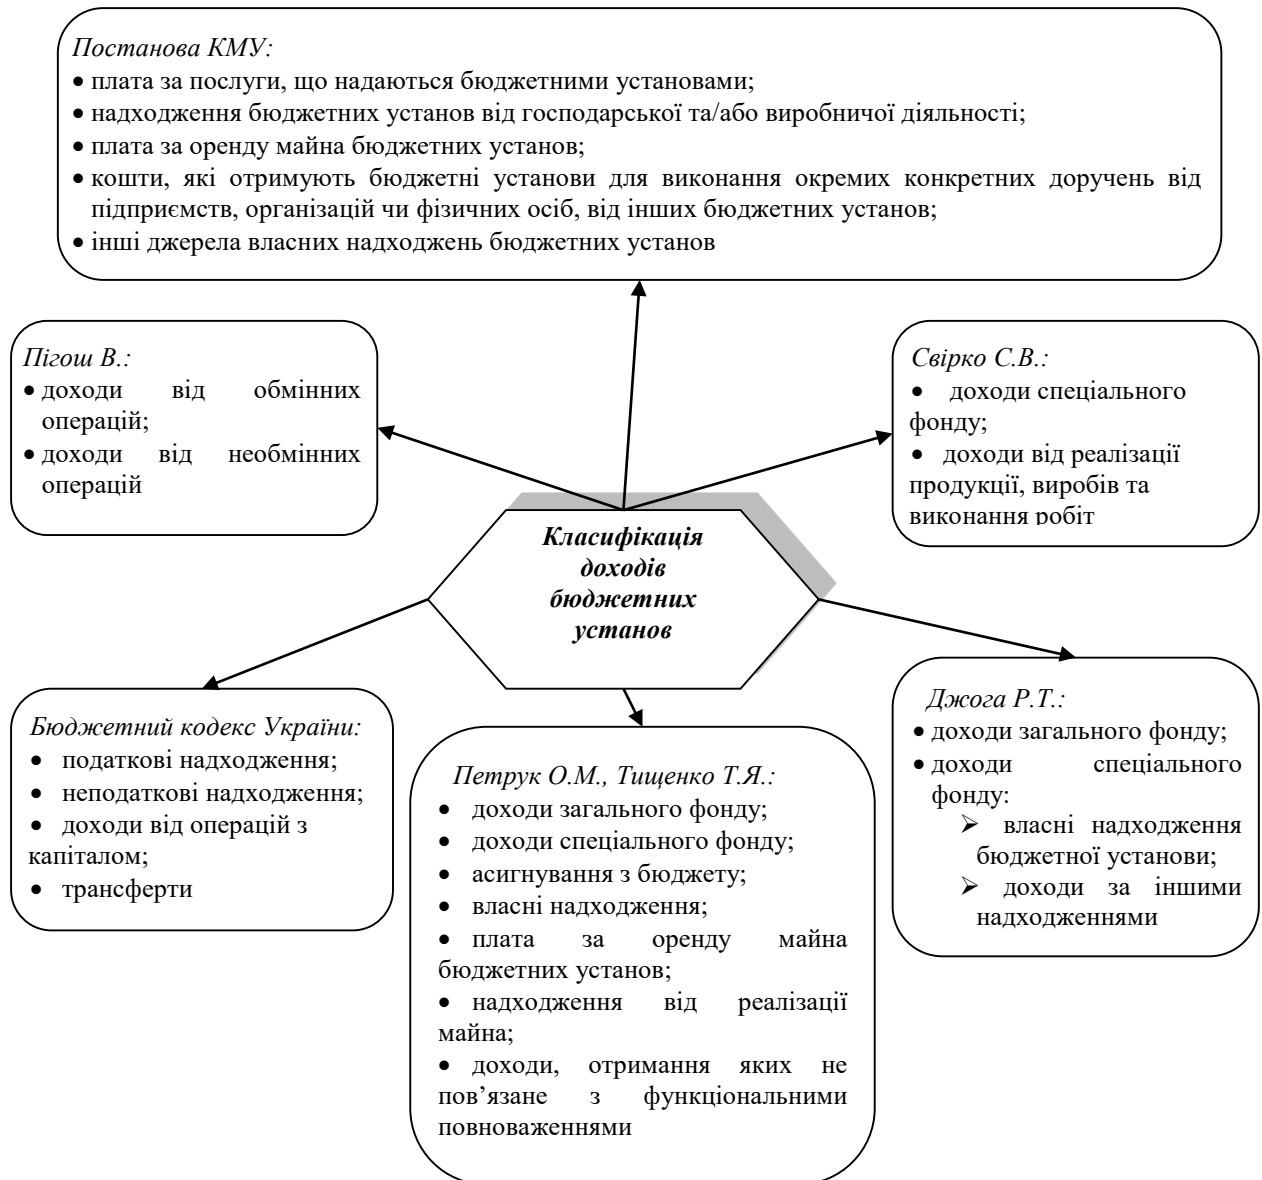 Постанова КМУ:
• плата за послуги, що надаються бюджетними установами;
• надходження бюджетних установ від господарської та/або виробничої діяльності;
• плата за оренду майна бюджетних установ;
• кошти, які отримують бюджетні установи для виконання окремих конкретних доручень від
підприємств, організацій чи фізичних осіб, від інших бюджетних установ;
• інші джерела власних надходжень бюджетних установ
Пігош В.:
• доходи від обмінних
операцій;
• доходи від необмінних
операцій
Свірко С.В.:
• доходи спеціального
фонду;
• доходи від реалізації
продукції, виробів та
виконання робіт
Класифікація
доходів
бюджетних
установ
Бюджетний кодекс України:
• податкові надходження;
• неподаткові надходження;
• доходи від операцій з
капіталом;
• трансферти
Петрук О.М., Тищенко Т.Я.:
• доходи загального фонду;
• доходи спеціального фонду;
• асигнування з бюджету;
• власні надходження;
• плата за оренду майна
бюджетних установ;
• надходження від реалізації
майна;
• доходи, отримання яких не
пов’язане з функціональними
повноваженнями
Джога Р.Т.:
• доходи загального фонду;
• доходи спеціального
фонду:
➢ власні надходження
бюджетної установи;
➢ доходи за іншими
надходженнями